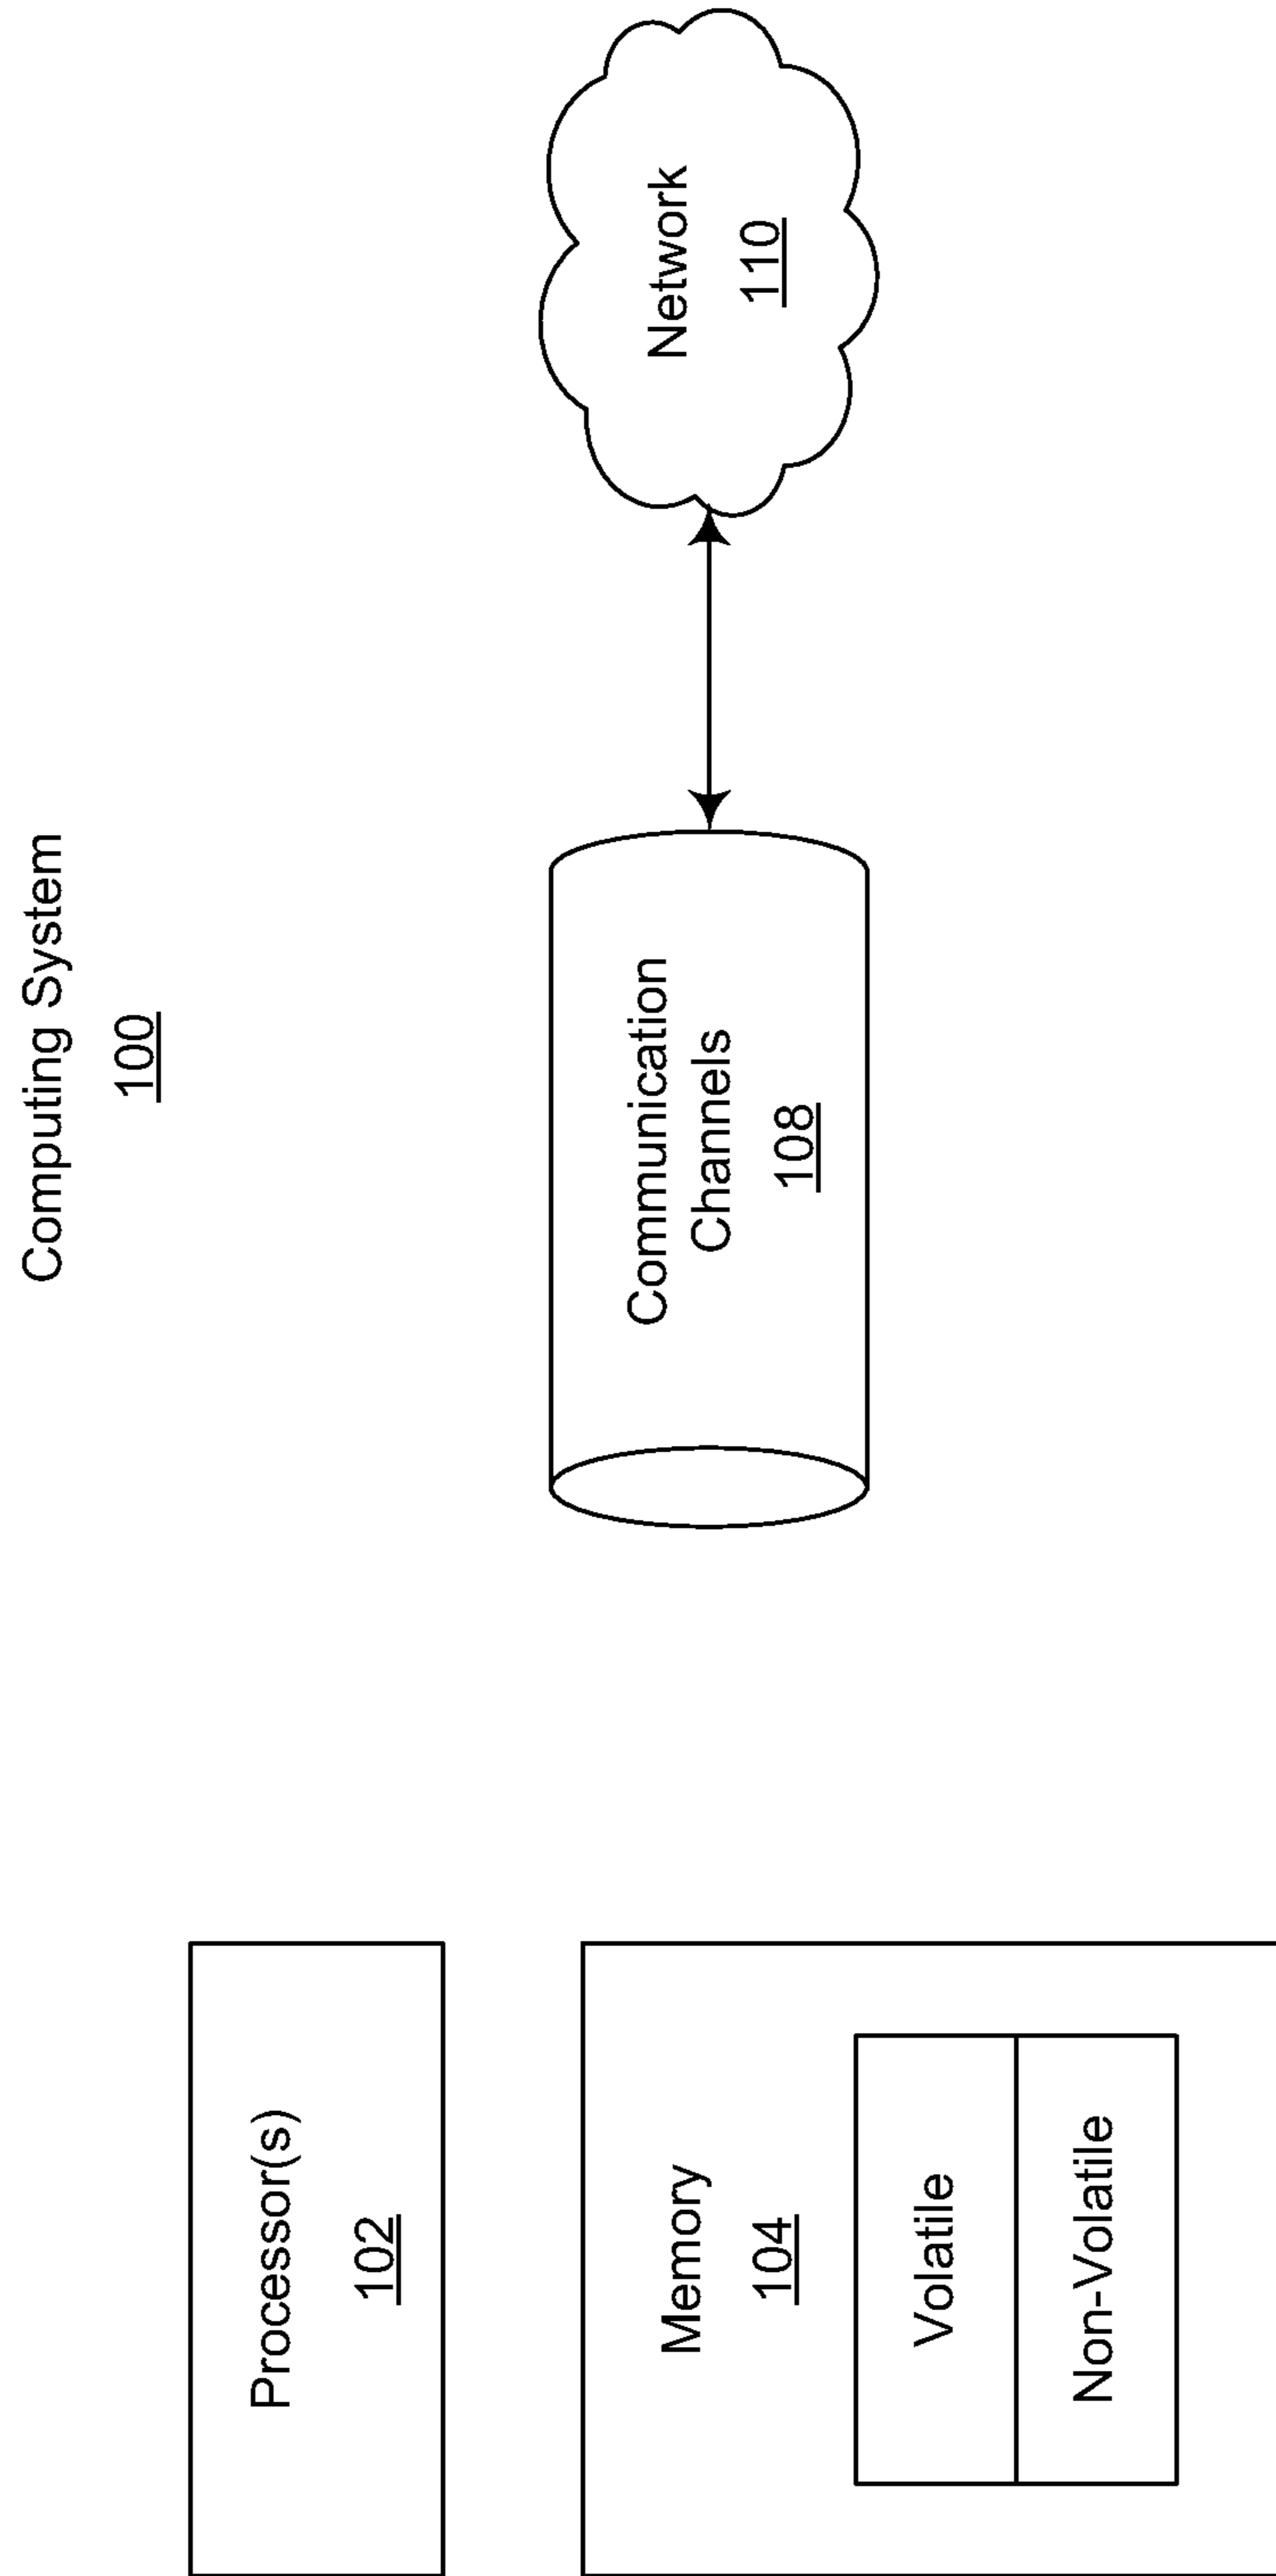 Computing System
100
Processor(s)
102
Memory
104
Volatile
Non-Volatile
Communication
Channels
108
Network
110